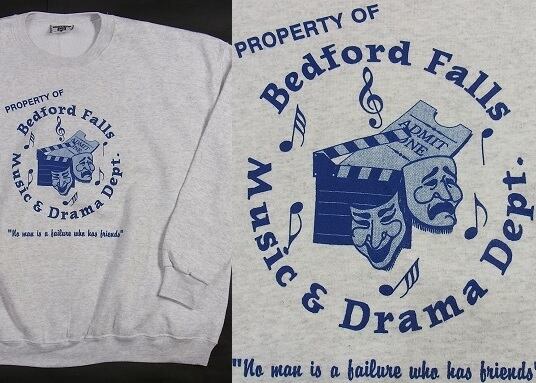 PROPERTY OF
Bedford Falls
ADMIT
ONE
Music & Drama Dept.
"No man is a failure who has friends"
PROPERTY OF
Bedford Falls
ADMIT
ONE
Music & Drama Dept.
"No man is a failure who has friends"